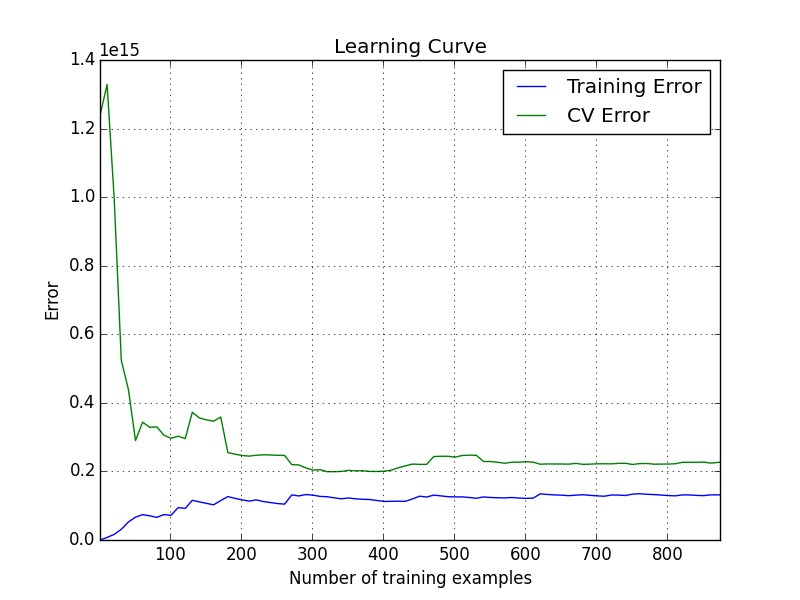 Learning Curve
1e15
1.4
1.2
1.0
0.8
0.6
0.4
0.2
0.0
Error
Training Error
CV Error
100 200 300 400 500 600 700 800
Number of training examples